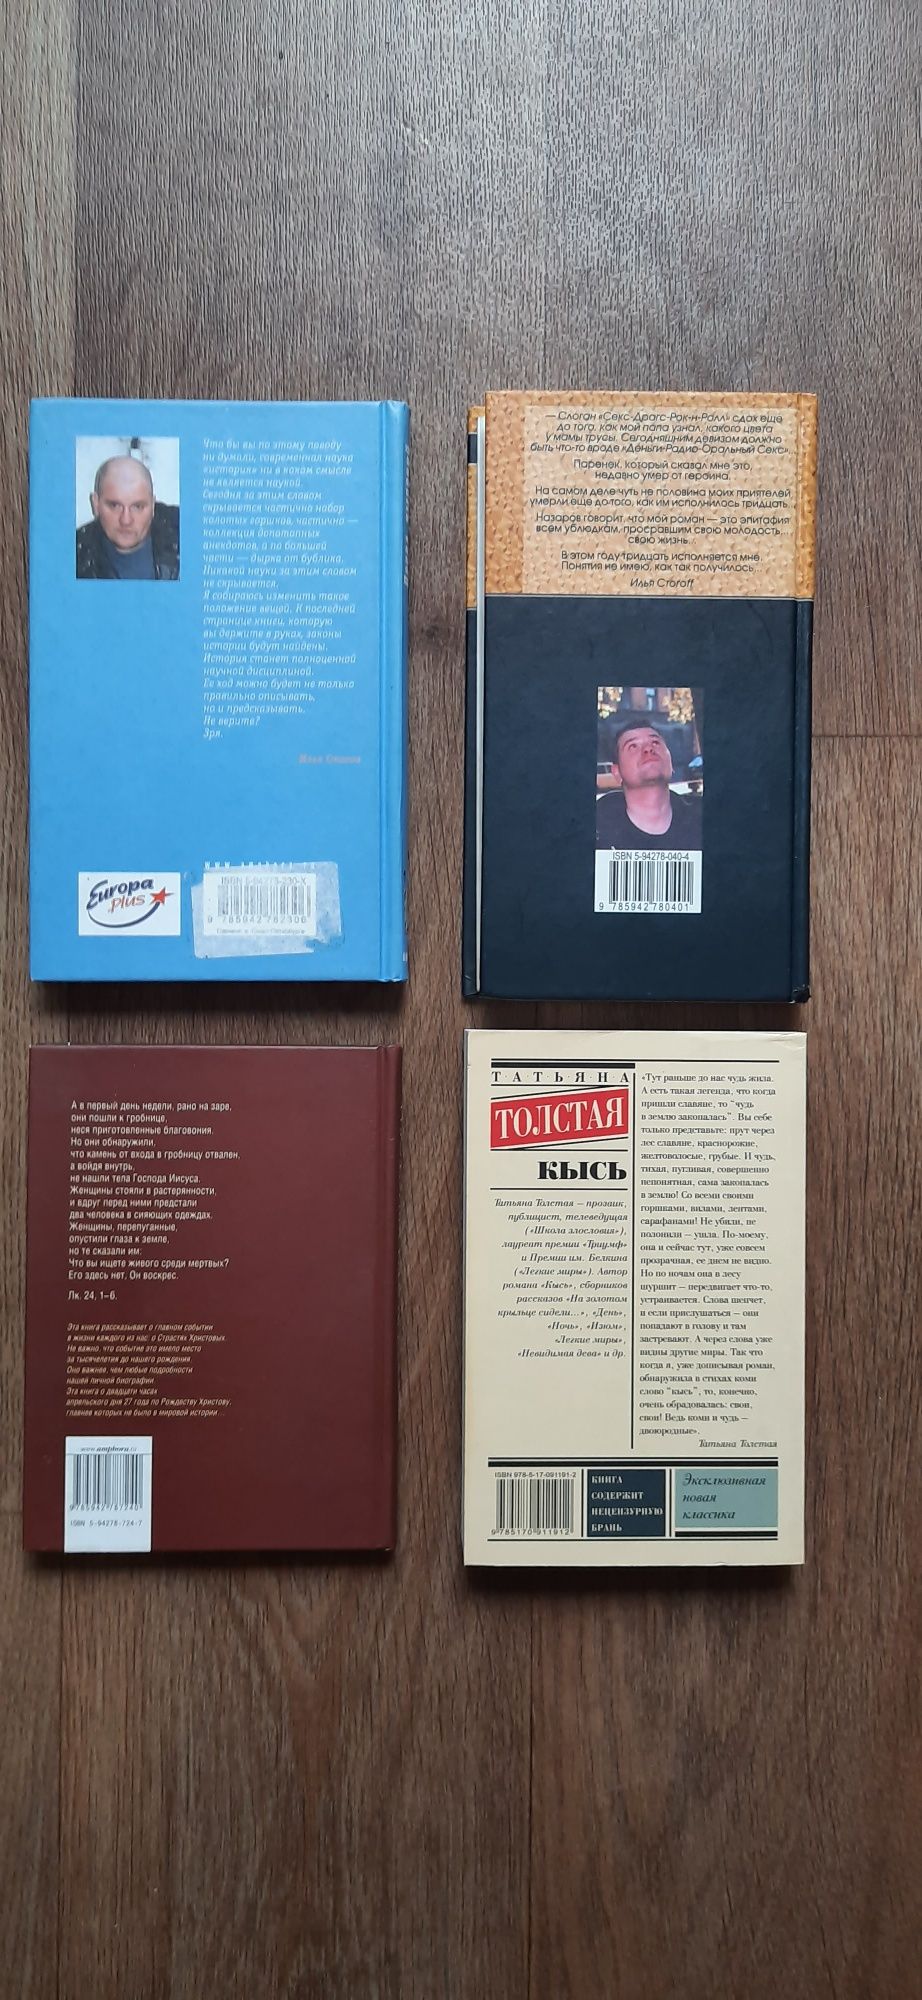 Что бы вы по этому поводу
ни думали, современная наука
«история» ни в каком смысле
не является наукой.
Сегодня за этим словом
скрывается частично набор
колотых горшков, частично —
коллекция допотопных
анекдотов, а по большей
части — дырка от бублика.
Никакой науки за этим словом
не скрывается.
Я собираюсь изменить такое
положение вещей. К последней
странице книги, которую
вы держите в руках, законы
истории будут найдены.
История станет полноценной
научной дисциплиной.
Ее ход можно будет не только
правильно описывать,
но и предсказывать.
Не верите?
Зря.
Илья Стогов
Europa
plus
ISBN 5-94278-230-X
9 785942 782306
— Слоган «Секс-Драгс-Рок-н-Ролл» сдох еще
до того, как мой папа узнал, какого цвета
у мамы трусы. Сегодняшним девизом должно
быть что-то вроде «Деньги-Радио-Оральный Секс»...
Паренек, который сказал мне это,
недавно умер от героина.
На самом деле чуть не половина моих приятелей
умерли еще до того, как им исполнилось тридцать...
Назаров говорит, что мой роман — это эпитафия
всем ублюдкам, просравшим свою молодость...
свою жизнь...
В этом году тридцать исполняется мне.
Понятия не имею, как так получилось...
Илья Стогоff
ISBN 5-94278-040-4
9 785942 780401
А в первый день недели, рано на заре,
они пошли к гробнице,
неся приготовленные благовония.
Но они обнаружили,
что камень от входа в гробницу отвален,
а войдя внутрь,
не нашли тела Господа Иисуса.
Женщины стояли в растерянности,
и вдруг перед ними предстали
два человека в сияющих одеждах.
Женщины, перепуганные,
опустили глаза к земле,
но те сказали им:
Что вы ищете живого среди мертвых?
Его здесь нет, Он воскрес.
Лк. 24, 1–6.
Эта книга рассказывает о главном событии
в жизни каждого из нас: о Страстях Христовых.
Не важно, что событие это имело место
за тысячелетия до нашего рождения.
Оно важнее, чем любые подробности
нашей личной биографии.
Эта книга о двадцати часах
апрельского дня 27 года по Рождеству Христову,
главнее которых не было в мировой истории...
www.amphora.ru
9 785942 787240
ISBN 5-94278-724-7
Т·А·Т·Ь·Я·Н·А
ТОЛСТАЯ
КЫСЬ
Татьяна Толстая — прозаик,
публицист, телеведущая
(«Школа злословия»),
лауреат премии «Триумф»
и Премии им. Белкина
(«Легкие миры»). Автор
романа «Кысь», сборников
рассказов «На золотом
крыльце сидели...», «День»,
«Ночь», «Изюм»,
«Легкие миры»,
«Невидимая дева» и др.
«Тут раньше до нас чудь жила.
А есть такая легенда, что когда
пришли славяне, то "чудь
в землю закопалась". Вы себе
только представьте: прут через
лес славяне, краснорожие,
желтоволосые, грубые. И чудь,
тихая, пугливая, совершенно
непонятная, сама закопалась
в землю! Со всеми своими
горшками, вилами, лентами,
сарафанами! Не убили, не
полонили — ушла. По-моему,
она и сейчас тут, уже совсем
прозрачная, ее днем не видно.
Но по ночам она в лесу
шуршит — передвигает что-то,
устраивается. Слова шепчет,
и если прислушаться — они
попадают в голову и там
застревают. А через слова уже
видны другие миры. Так что
когда я, уже дописывая роман,
обнаружила в стихах коми
слово "кысь", то, конечно,
очень обрадовалась: свои,
свои! Ведь коми и чудь —
двоюродные».
Татьяна Толстая
ISBN 978-5-17-091191-2
9 785170 911912
КНИГА
СОДЕРЖИТ
НЕЦЕНЗУРНУЮ
БРАНЬ
Эксклюзивная
новая
классика